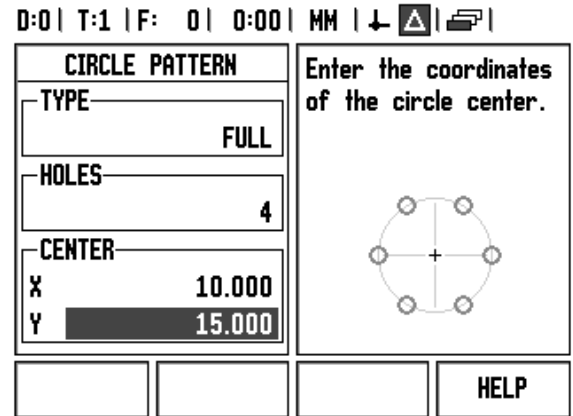 D:0| T:1 |F: 0| 0:00| MM
CIRCLE PATTERN
TYPE
FULL
HOLES
4
CENTER
X 10.000
Y 15.000
Enter the coordinates
of the circle center.
HELP